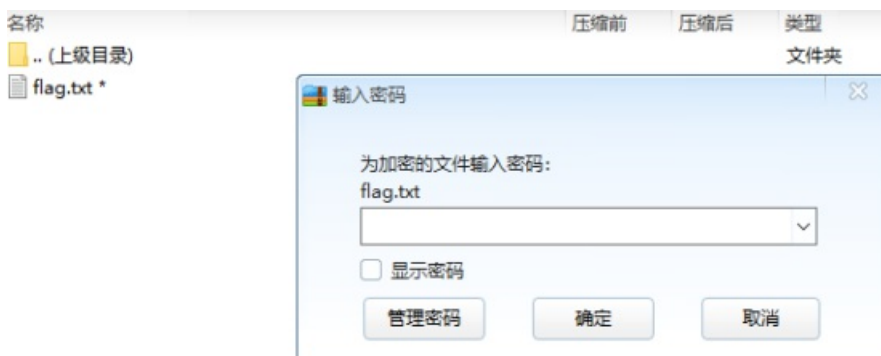 名称 压缩前 压缩后 类型
.. (上级目录) 文件夹
flag.txt *
输入密码
为加密的文件输入密码:
flag.txt
显示密码
管理密码 确定 取消